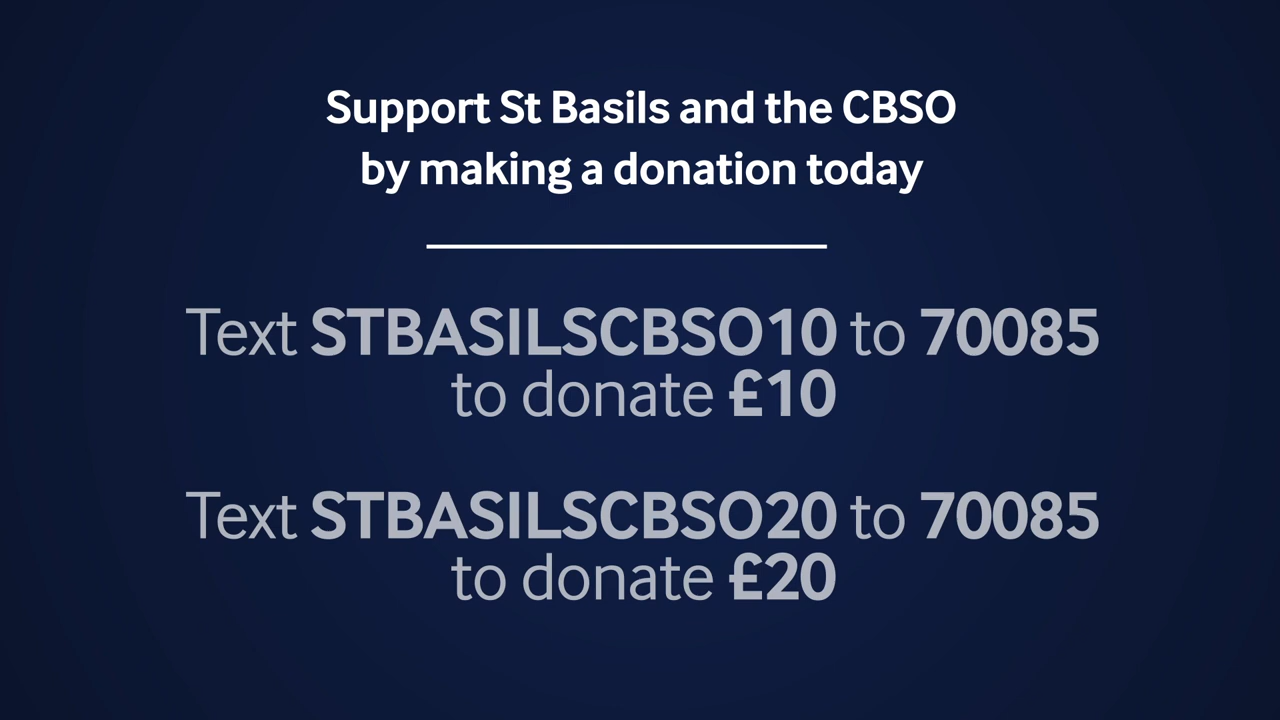 Support St Basils and the CBSO
by making a donation today
Text STBASILSCBSO10 to 70085
to donate £10
Text STBASILSCBSO20 to 70085
to donate £20